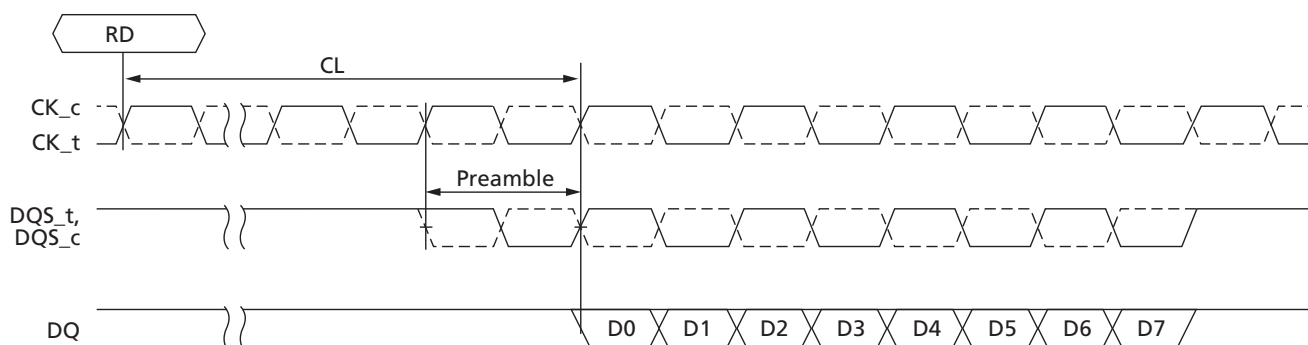 RD
CL
CK_c
CK_t
Preamble
DQS_t,
DQS_c
DQ D0 D1 D2 D3 D4 D5 D6 D7